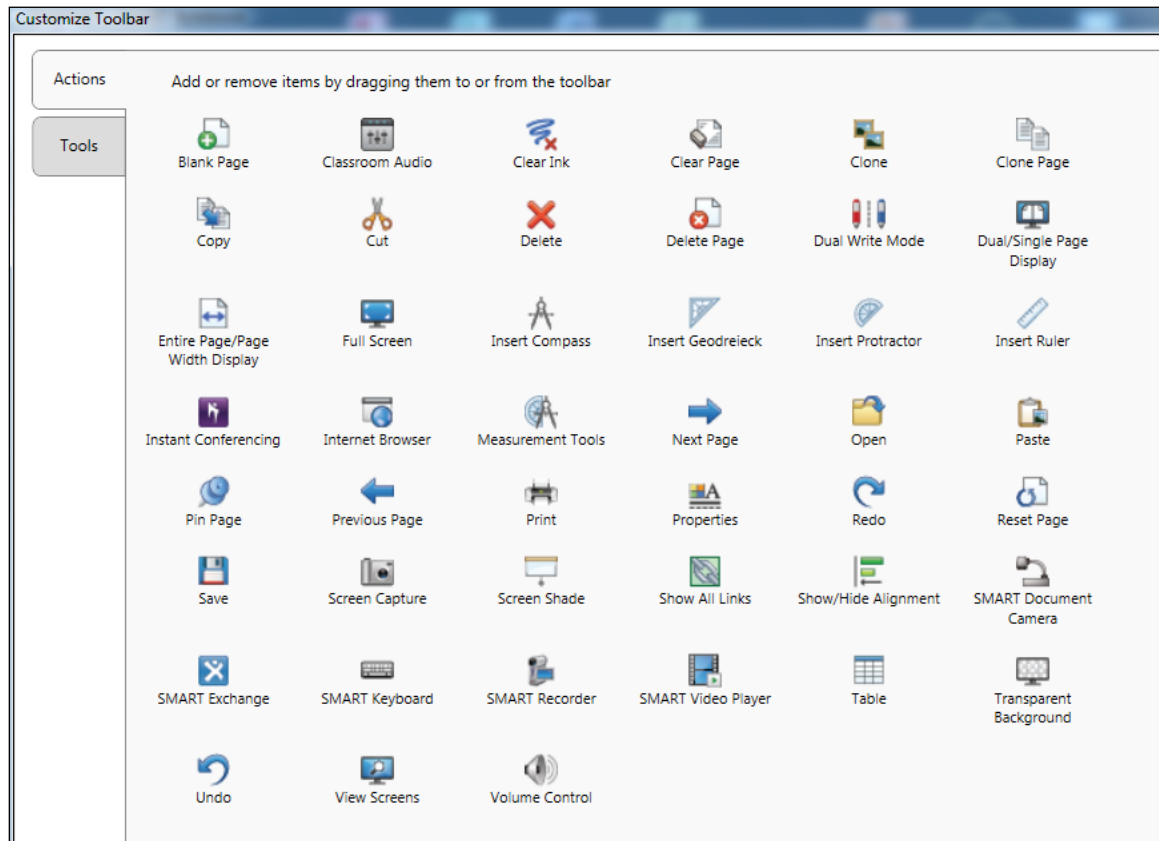 Customize Toolbar
Actions
Tools
Add or remove items by dragging them to or from the toolbar
Blank Page
Classroom Audio
Clear Ink
Clear Page
Clone
Clone Page
Copy
Cut
Delete
Delete Page
Dual Write Mode
Dual/Single Page
Display
Entire Page/Page
Width Display
Full Screen
Insert Compass
Insert Geodreieck
Insert Protractor
Insert Ruler
Instant Conferencing
Internet Browser
Measurement Tools
Next Page
Open
Paste
Pin Page
Previous Page
Print
Properties
Redo
Reset Page
Save
Screen Capture
Screen Shade
Show All Links
Show/Hide Alignment
SMART Document
Camera
SMART Exchange
SMART Keyboard
SMART Recorder
SMART Video Player
Table
Transparent
Background
Undo
View Screens
Volume Control